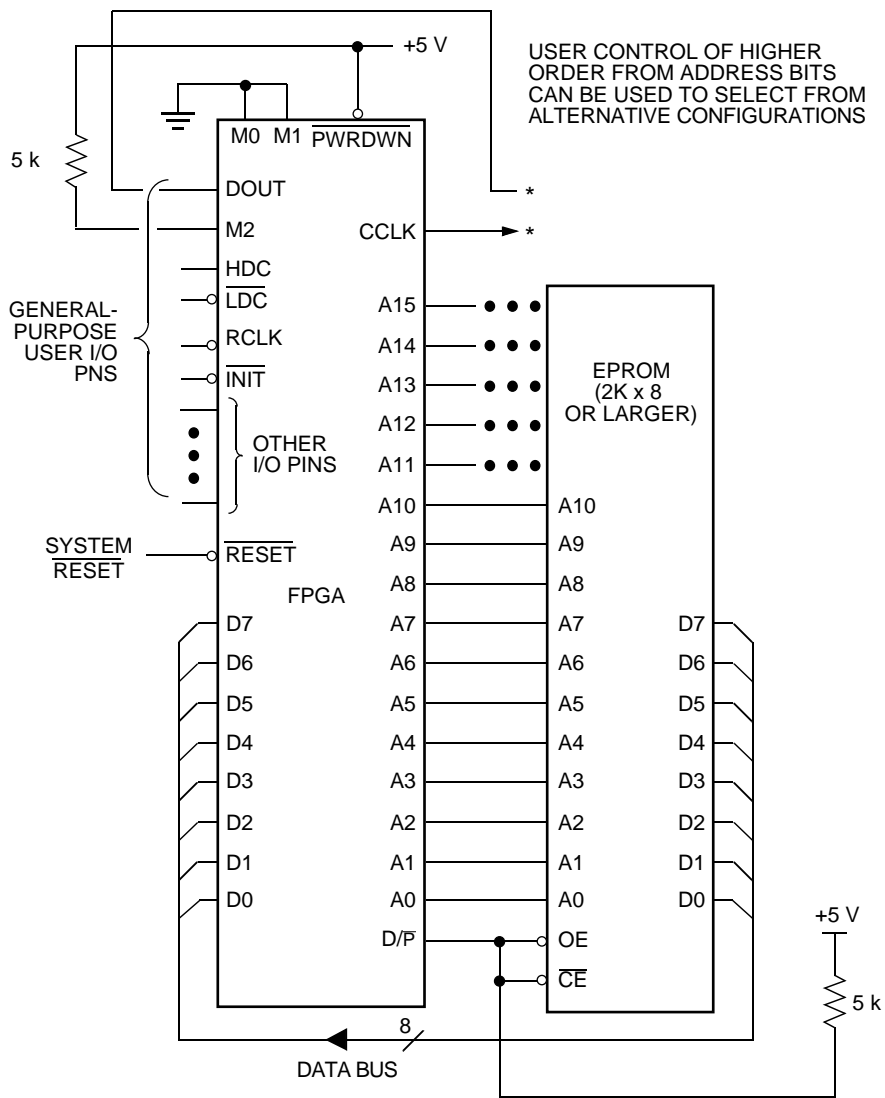 +5 V
USER CONTROL OF HIGHER
ORDER FROM ADDRESS BITS
CAN BE USED TO SELECT FROM
ALTERNATIVE CONFIGURATIONS
M0 M1 PWRDWN
5 k
DOUT
*
M2
CCLK
*
HDC
LDC
RCLK
INIT
GENERAL-
PURPOSE
USER I/O
PNS
OTHER
I/O PINS
SYSTEM
RESET
RESET
FPGA
A15
A14
A13
A12
A11
A10
A9
A8
A7
A6
A5
A4
A3
A2
A1
A0
D/P
D7
D6
D5
D4
D3
D2
D1
D0
EPROM
(2K x 8
OR LARGER)
A10
A9
A8
A7
A6
A5
A4
A3
A2
A1
A0
OE
CE
D7
D6
D5
D4
D3
D2
D1
D0
+5 V
5 k
8
DATA BUS